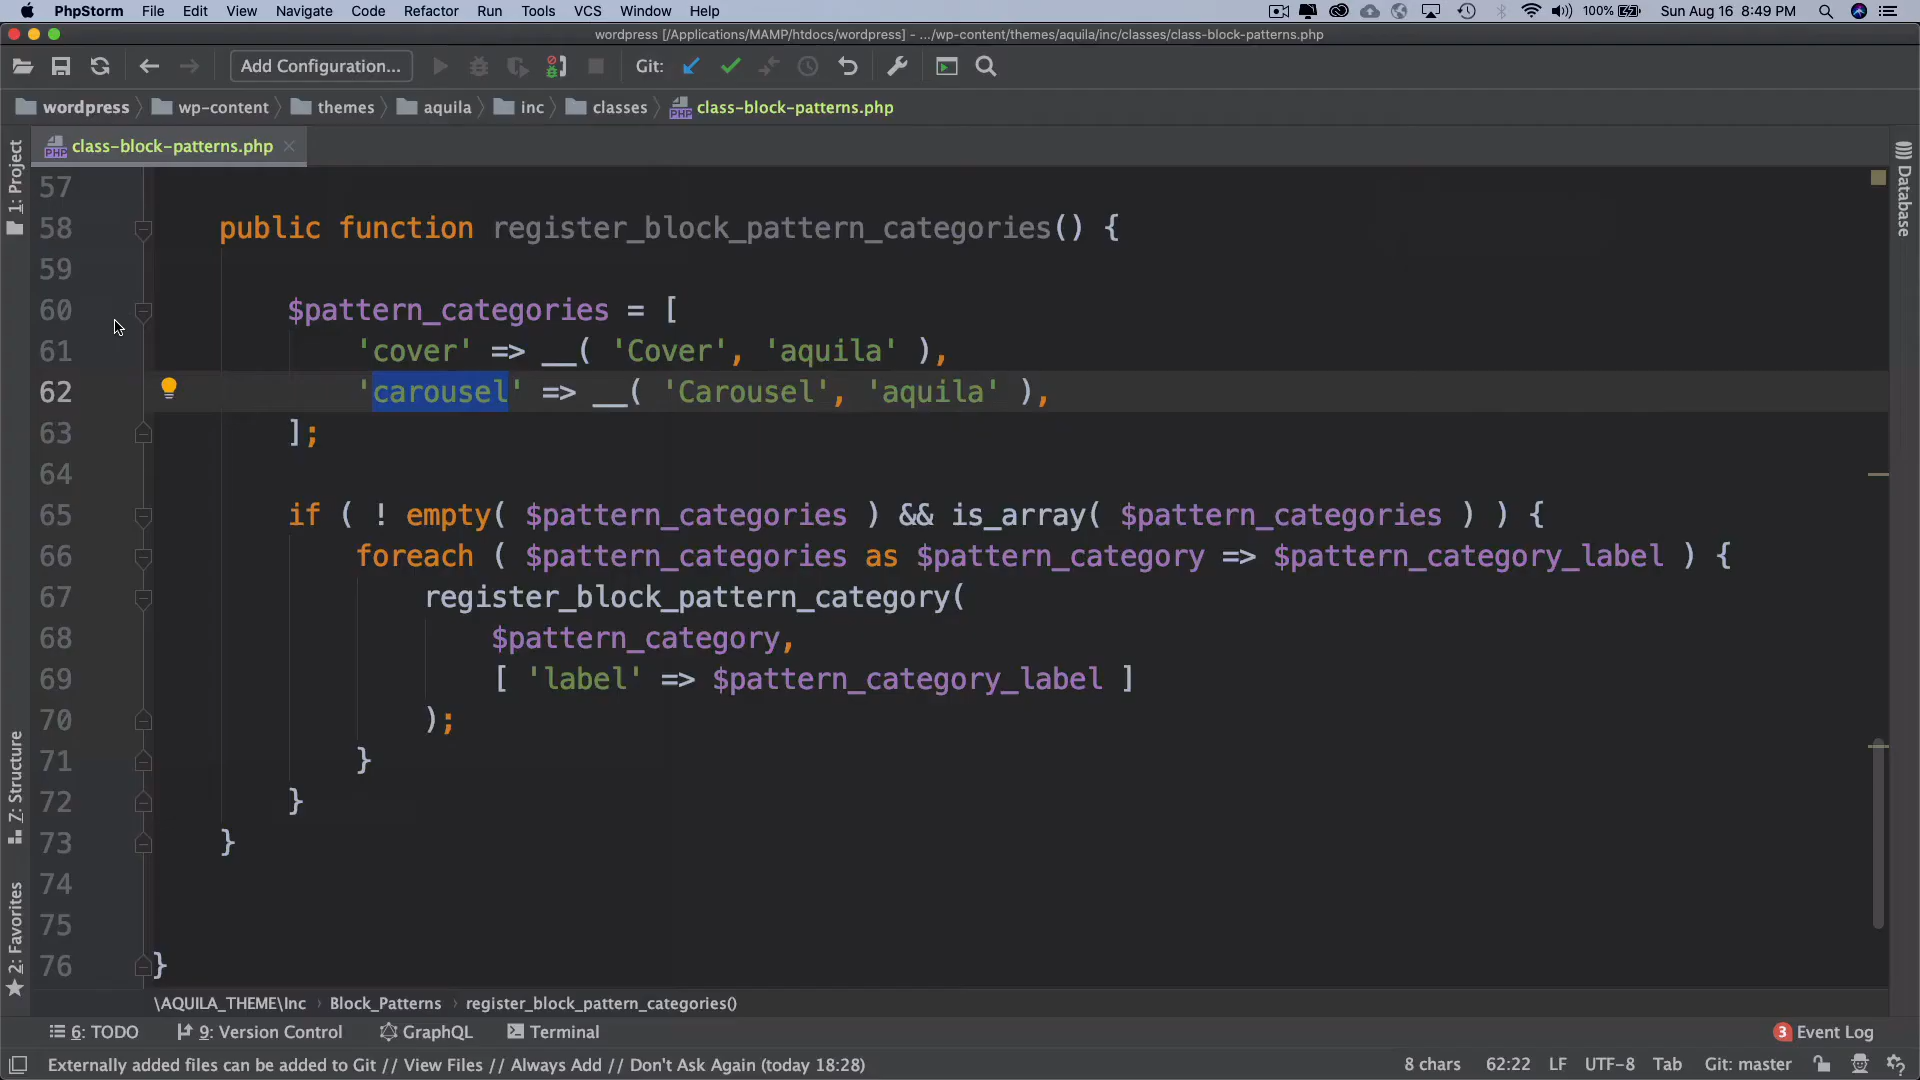 PhpStorm File Edit View Navigate Code Refactor Run Tools VCS Window Help 100% Sun Aug 16 8:49 PM
wordpress [/Applications/MAMP/htdocs/wordpress] - .../wp-content/themes/aquila/inc/classes/class-block-patterns.php
Add Configuration... Git:
wordpress wp-content themes aquila inc classes class-block-patterns.php
class-block-patterns.php
1: Project
Database
57
58 public function register_block_pattern_categories() {
59
60 $pattern_categories = [
61 'cover' => __( 'Cover', 'aquila' ),
62 'carousel' => __( 'Carousel', 'aquila' ),
63 ];
64
65 if ( ! empty( $pattern_categories ) && is_array( $pattern_categories ) ) {
66 foreach ( $pattern_categories as $pattern_category => $pattern_category_label ) {
67 register_block_pattern_category(
68 $pattern_category,
69 [ 'label' => $pattern_category_label ]
70 );
71 }
72 }
73 }
74
75
76 }
Z: Structure
2: Favorites
\AQUILA_THEME\Inc › Block_Patterns › register_block_pattern_categories()
6: TODO 9: Version Control GraphQL Terminal 3 Event Log
Externally added files can be added to Git // View Files // Always Add // Don't Ask Again (today 18:28) 8 chars 62:22 LF UTF-8 Tab Git: master